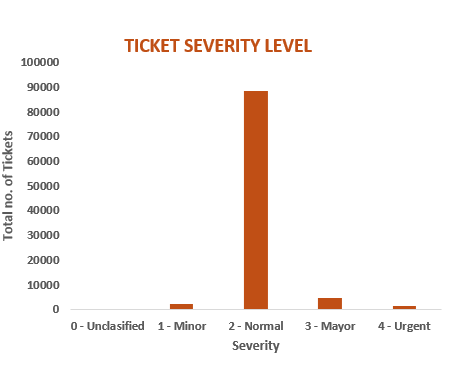 TICKET SEVERITY LEVEL
100000
90000
80000
70000
60000
50000
40000
30000
20000
10000
0
Total no. of Tickets
0 - Unclasified
1 - Minor
2 - Normal
3 - Mayor
4 - Urgent
Severity